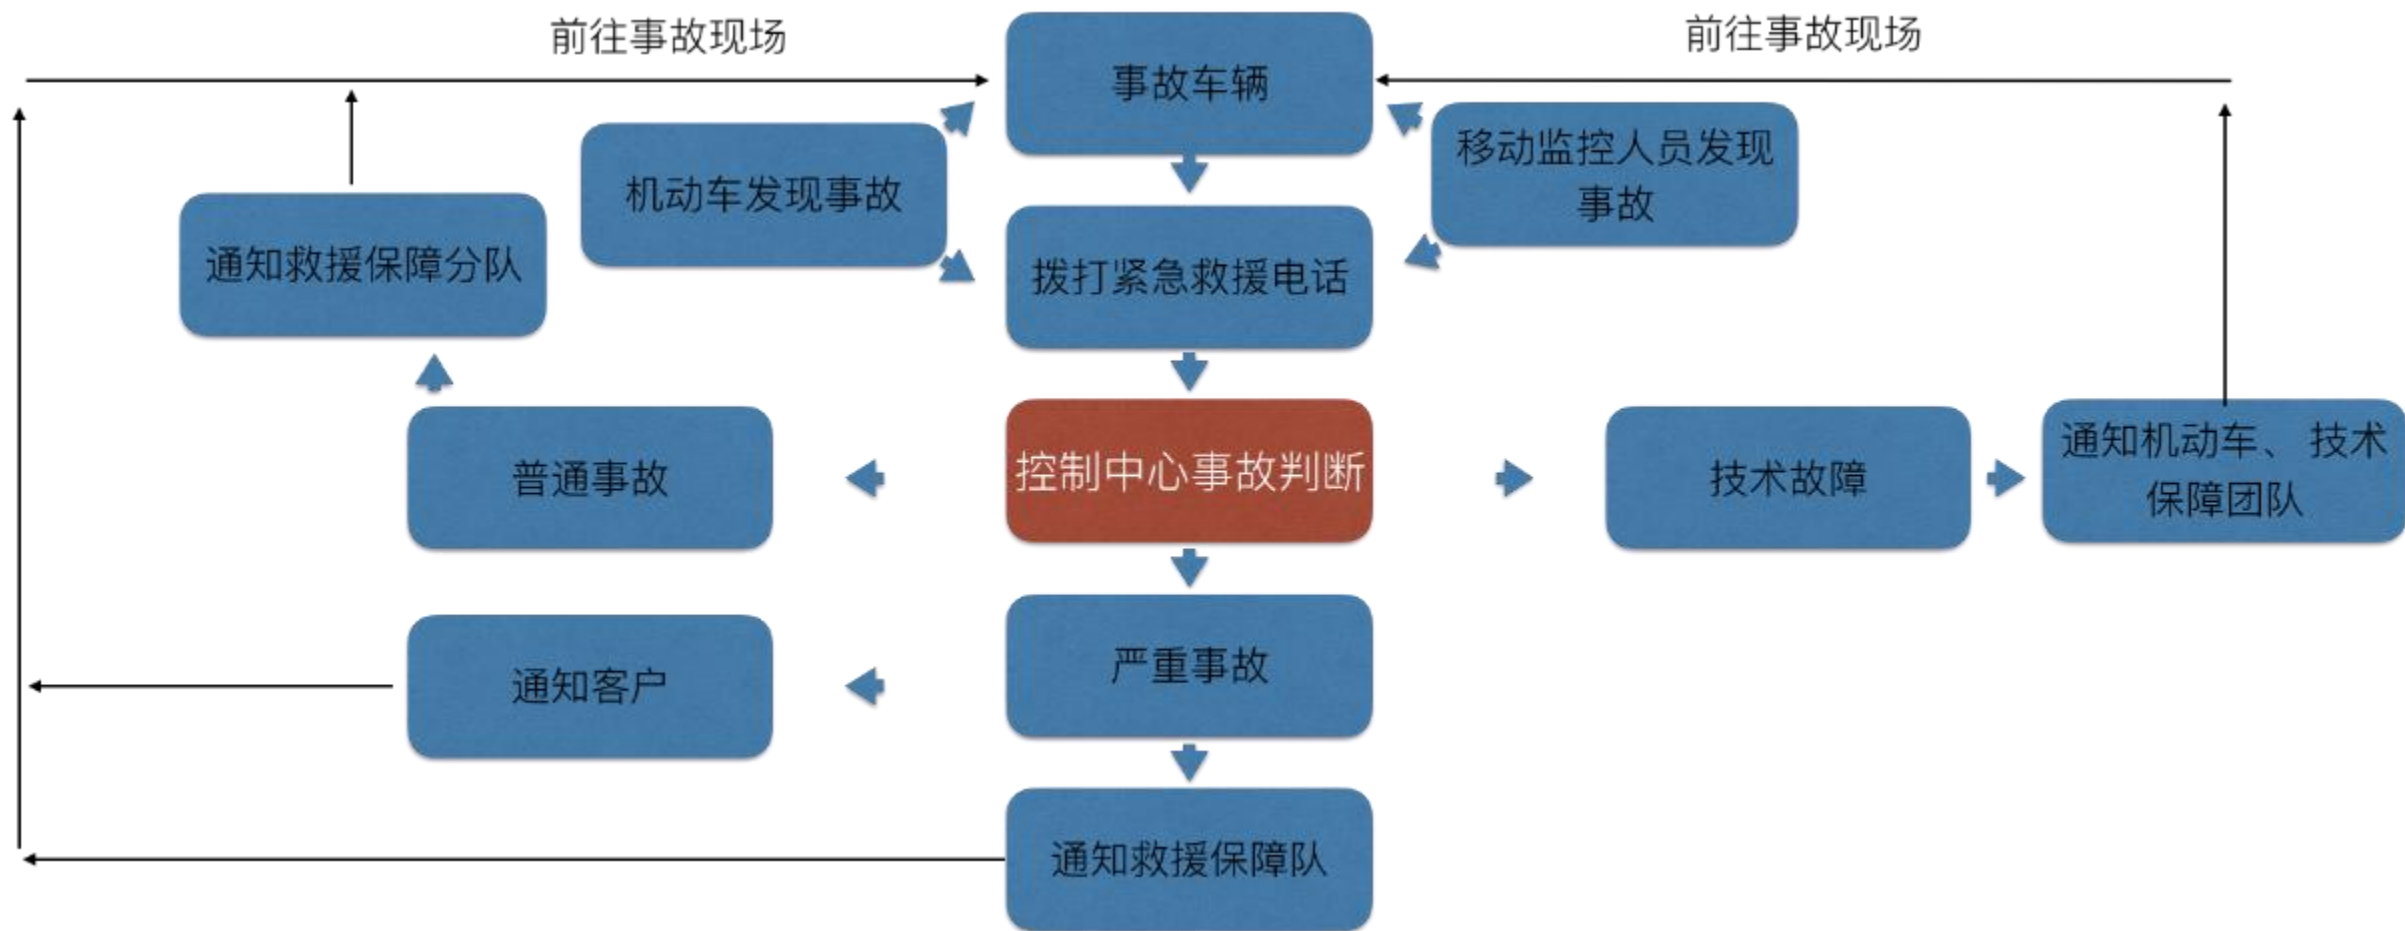 前往事故现场
前往事故现场
事故车辆
机动车发现事故
移动监控人员发现
事故
通知救援保障分队
拨打紧急救援电话
普通事故
控制中心事故判断
技术故障
通知机动车、技术
保障团队
通知客户
严重事故
通知救援保障队